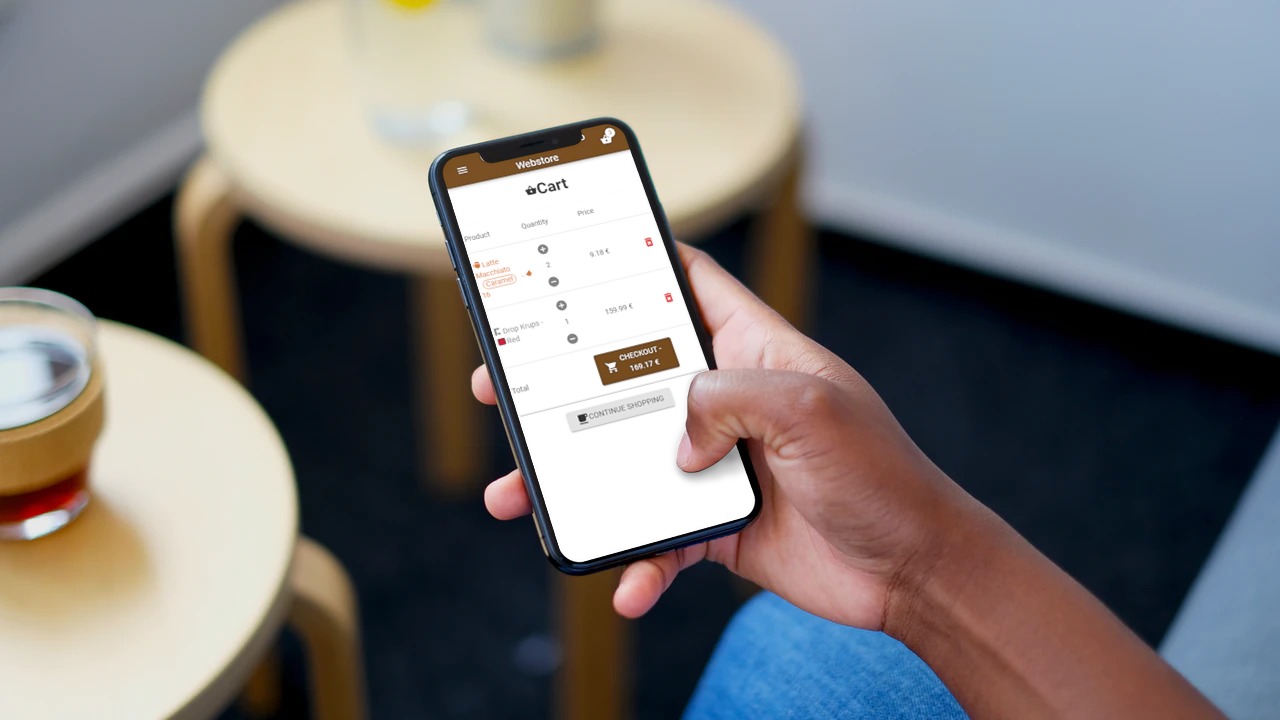 Webstore
Cart
Product Quantity Price
Latte
Macchiato
Caramel -
16
2
9.18 €
Drop Krups -
Red
1
159.99 €
Total
CHECKOUT -
169.17 €
CONTINUE SHOPPING